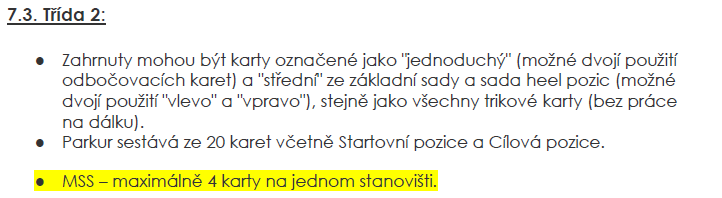 7.3. Třída 2:
● Zahrnuty mohou být karty označené jako "jednoduchý" (možné dvojí použití
odbočovacích karet) a "střední" ze základní sady a sada heel pozic (možné
dvojí použití "vlevo" a "vpravo"), stejně jako všechny trikové karty (bez práce
na dálku).
● Parkur sestává ze 20 karet včetně Startovní pozice a Cílová pozice.
● MSS – maximálně 4 karty na jednom stanovišti.